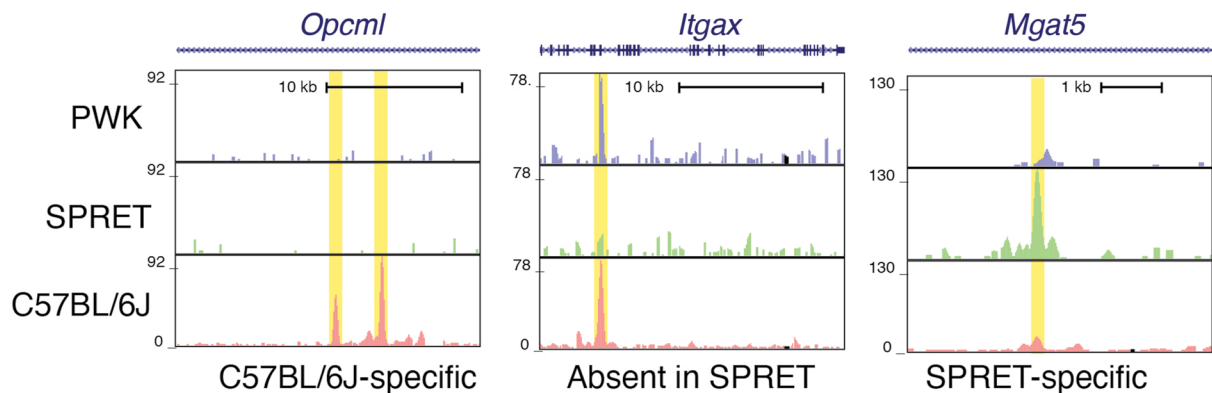 Opcml Itgax Mgat5
92 10 kb 78. 10 kb 130 1 kb
PWK
92 78 130
SPRET
92 78 130
C57BL/6J
0 0 0
C57BL/6J-specific Absent in SPRET SPRET-specific